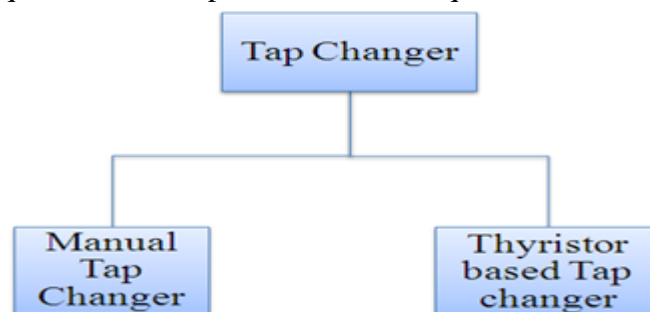 Tap Changer
Manual
Tap
Changer
Thyristor
based Tap
changer